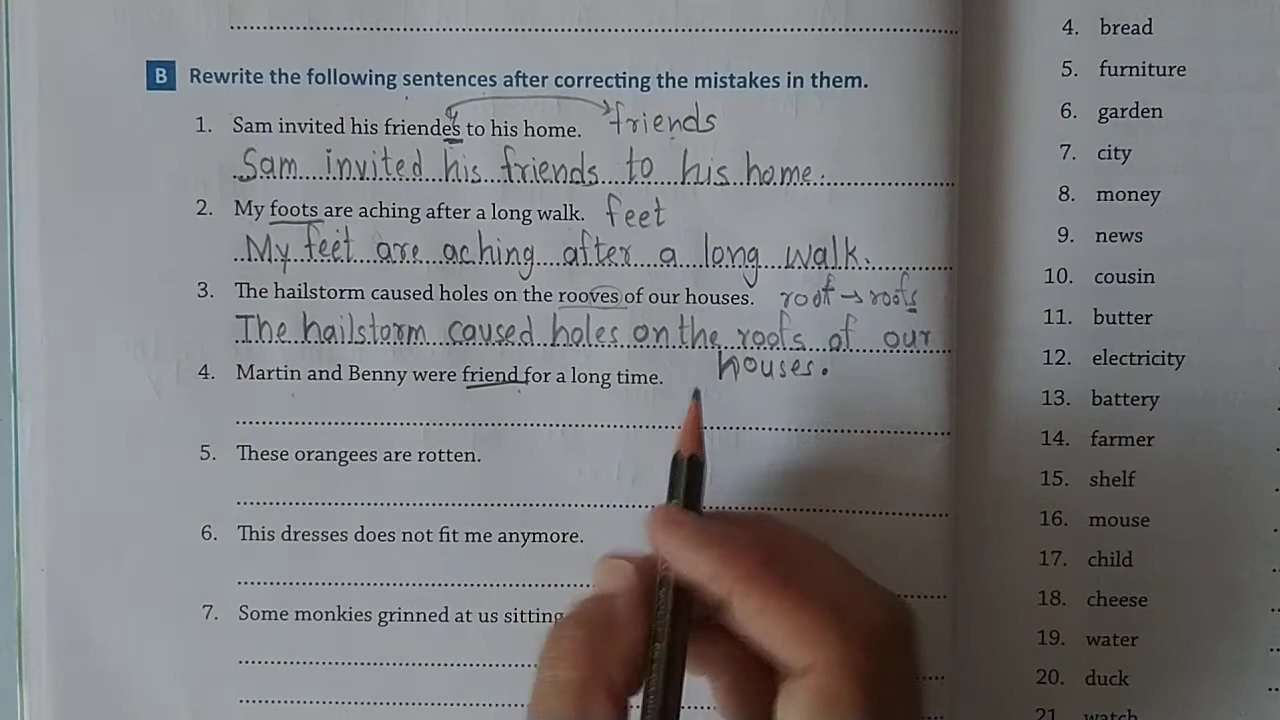 B Rewrite the following sentences after correcting the mistakes in them.
1. Sam invited his friendes to his home. friends
Sam invited his friends to his home.
2. My foots are aching after a long walk. feet
My feet are aching after a long walk.
3. The hailstorm caused holes on the rooves of our houses. roof → roofs
The hailstorm caused holes on the roofs of our
houses.
4. Martin and Benny were friend for a long time.
5. These orangees are rotten.
6. This dresses does not fit me anymore.
7. Some monkies grinned at us sitting
4. bread
5. furniture
6. garden
7. city
8. money
9. news
10. cousin
11. butter
12. electricity
13. battery
14. farmer
15. shelf
16. mouse
17. child
18. cheese
19. water
20. duck
21. watch